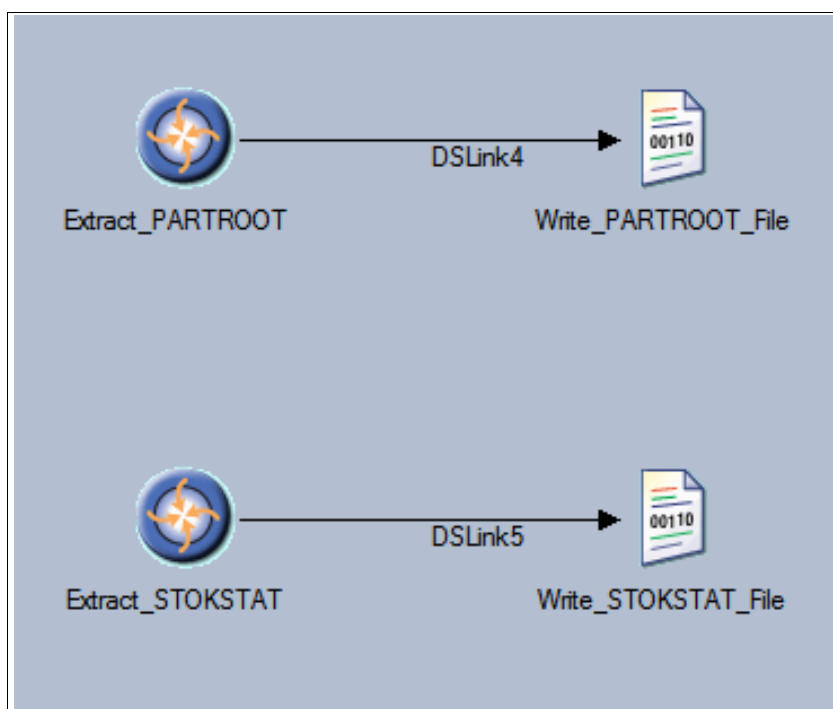 00110
DSLink4
Extract_PARTROOT
Write_PARTROOT_File
00110
DSLink5
Extract_STOKSTAT
Write_STOKSTAT_File